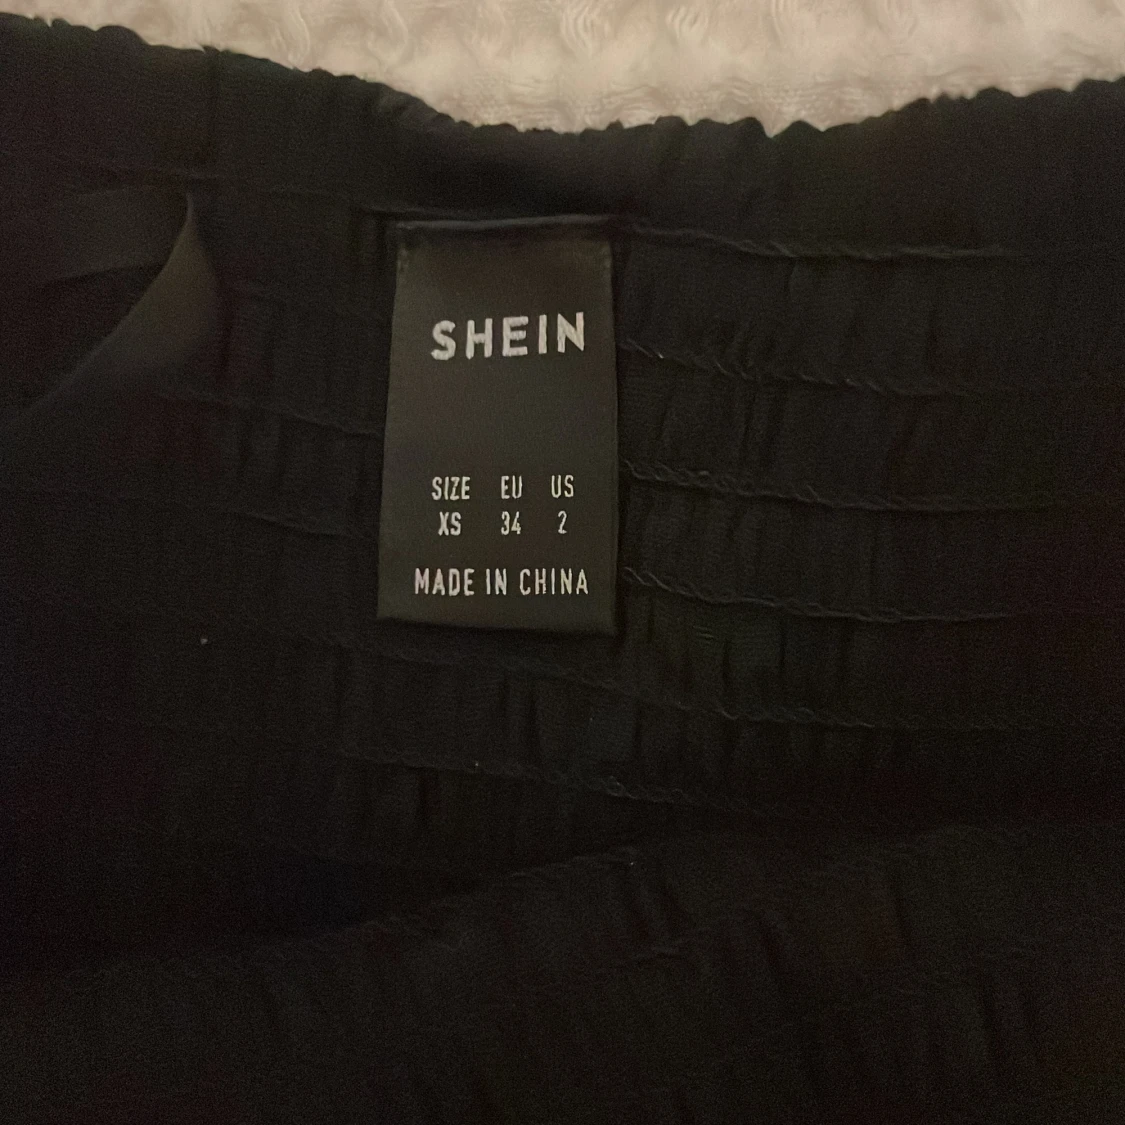 SHEIN
SIZE EU US
XS 34 2
MADE IN CHINA